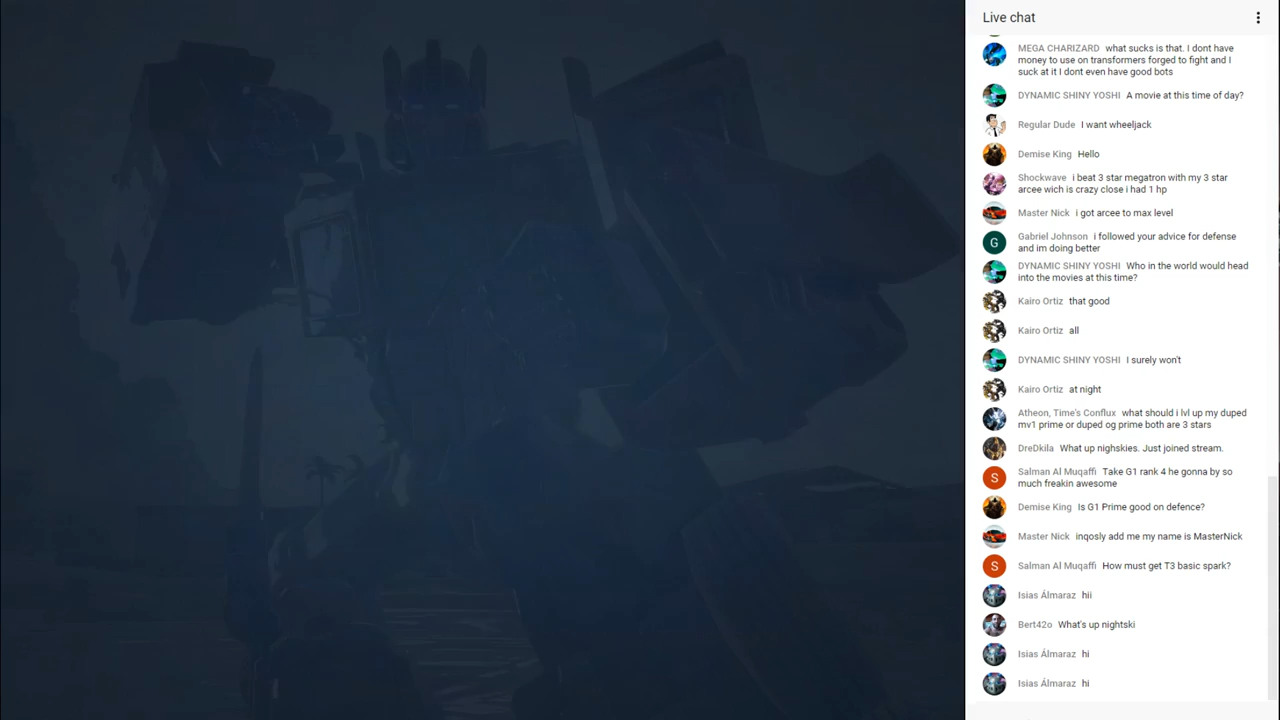 Live chat
MEGA CHARIZARD what sucks is that. I dont have
money to use on transformers forged to fight and I
suck at it I dont even have good bots
DYNAMIC SHINY YOSHI A movie at this time of day?
Regular Dude I want wheeljack
Demise King Hello
Shockwave i beat 3 star megatron with my 3 star
arcee wich is crazy close i had 1 hp
Master Nick i got arcee to max level
G
Gabriel Johnson i followed your advice for defense
and im doing better
DYNAMIC SHINY YOSHI Who in the world would head
into the movies at this time?
Kairo Ortiz that good
Kairo Ortiz all
DYNAMIC SHINY YOSHI I surely won't
Kairo Ortiz at night
Atheon, Time's Conflux what should i lvl up my duped
mv1 prime or duped og prime both are 3 stars
DreDkila What up nighskies. Just joined stream.
S
Salman Al Muqaffi Take G1 rank 4 he gonna by so
much freakin awesome
Demise King Is G1 Prime good on defence?
Master Nick inqosly add me my name is MasterNick
S
Salman Al Muqaffi How must get T3 basic spark?
Isias Álmaraz hii
Bert42o What's up nightski
Isias Álmaraz hi
Isias Álmaraz hi